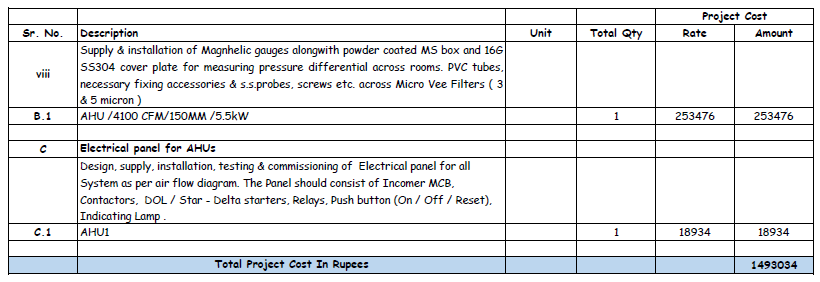 Project Cost
Sr. No. Description Unit Total Qty Rate Amount
Supply & installation of Magnhelic gauges alongwith powder coated MS box and 16G
SS304 cover plate for measuring pressure differential across rooms. PVC tubes,
viii necessary fixing accessories & s.s.probes, screws etc. across Micro Vee Filters ( 3
& 5 micron )
B.1 AHU /4100 CFM/150MM /5.5kW 1 253476 253476
C Electrical panel for AHUs
Design, supply, installation, testing & commissioning of Electrical panel for all
System as per air flow diagram. The Panel should consist of Incomer MCB,
Contactors, DOL / Star - Delta starters, Relays, Push button (On / Off / Reset),
Indicating Lamp .
C.1 AHU1 1 18934 18934
Total Project Cost In Rupees 1493034